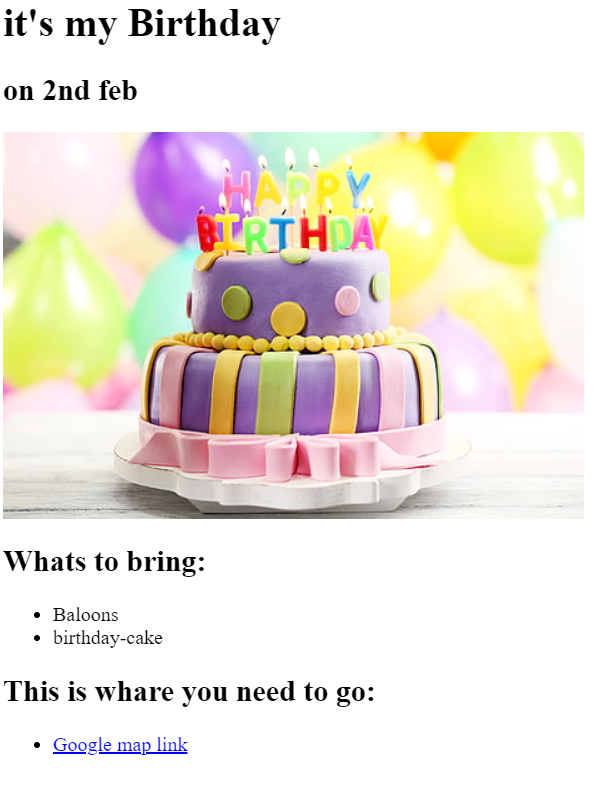 it's my Birthday
on 2nd feb
HAPPY
BIRTHDAY
Whats to bring:
Baloons
birthday-cake
This is whare you need to go:
Google map link